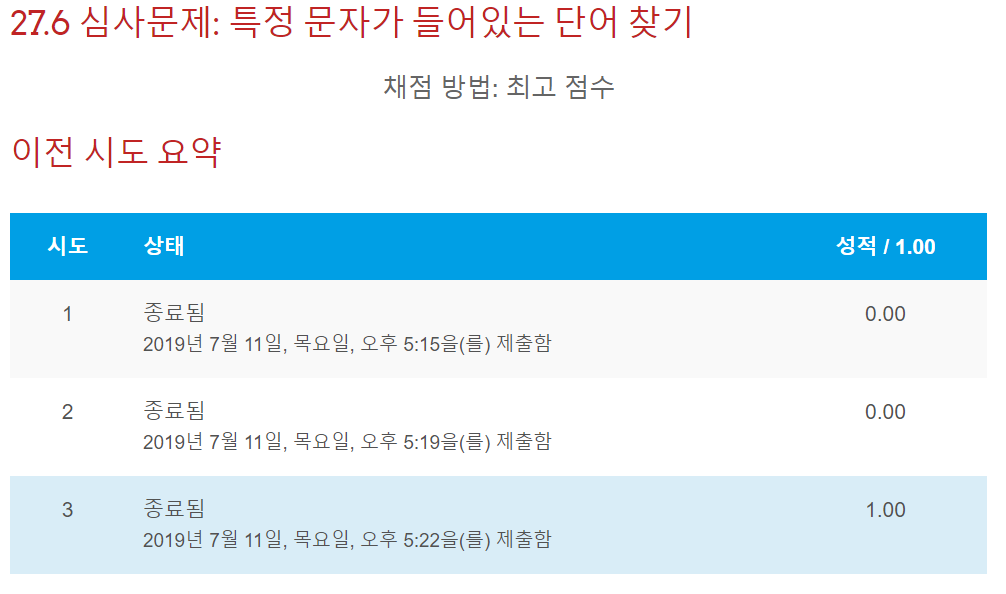 27.6 심사문제: 특정 문자가 들어있는 단어 찾기
채점 방법: 최고 점수
이전 시도 요약
시도 상태 성적 / 1.00
1 종료됨 0.00
2019년 7월 11일, 목요일, 오후 5:15을(를) 제출함
2 종료됨 0.00
2019년 7월 11일, 목요일, 오후 5:19을(를) 제출함
3 종료됨 1.00
2019년 7월 11일, 목요일, 오후 5:22을(를) 제출함